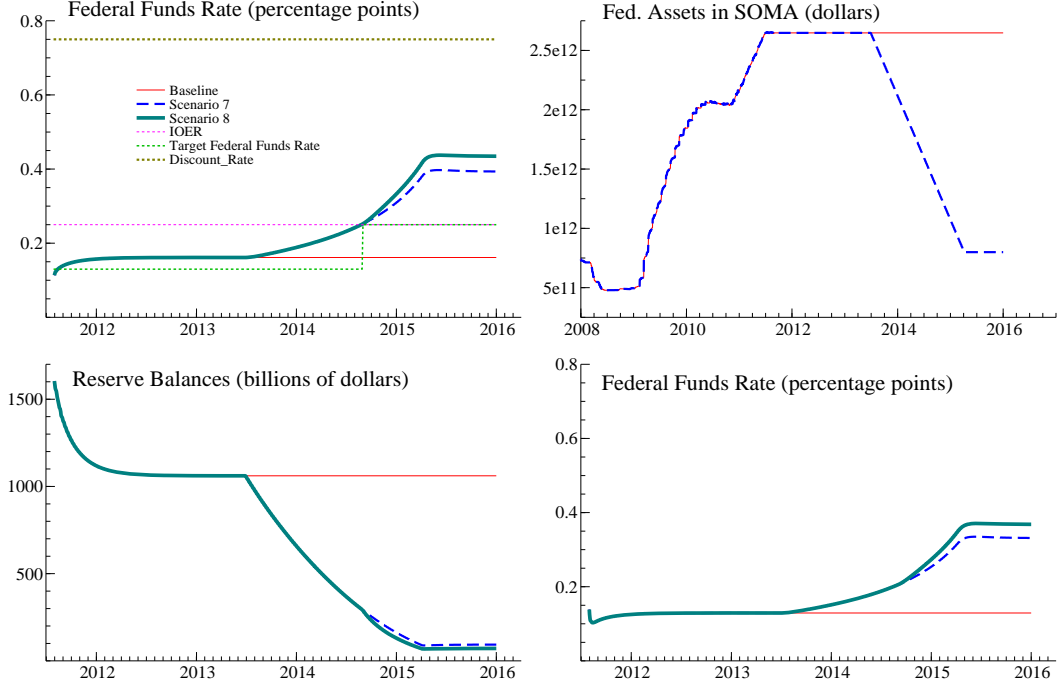 Federal Funds Rate (percentage points)
0.8
0.6
0.4
0.2
Baseline
Scenario 7
Scenario 8
IOER
Target Federal Funds Rate
Discount_Rate
2012
2013
2014
2015
2016
Fed. Assets in SOMA (dollars)
2.5e12
2e12
1.5e12
1e12
5e11
2008
2010
2012
2014
2016
Reserve Balances (billions of dollars)
1500
1000
500
2012
2013
2014
2015
2016
Federal Funds Rate (percentage points)
0.8
0.6
0.4
0.2
2012
2013
2014
2015
2016